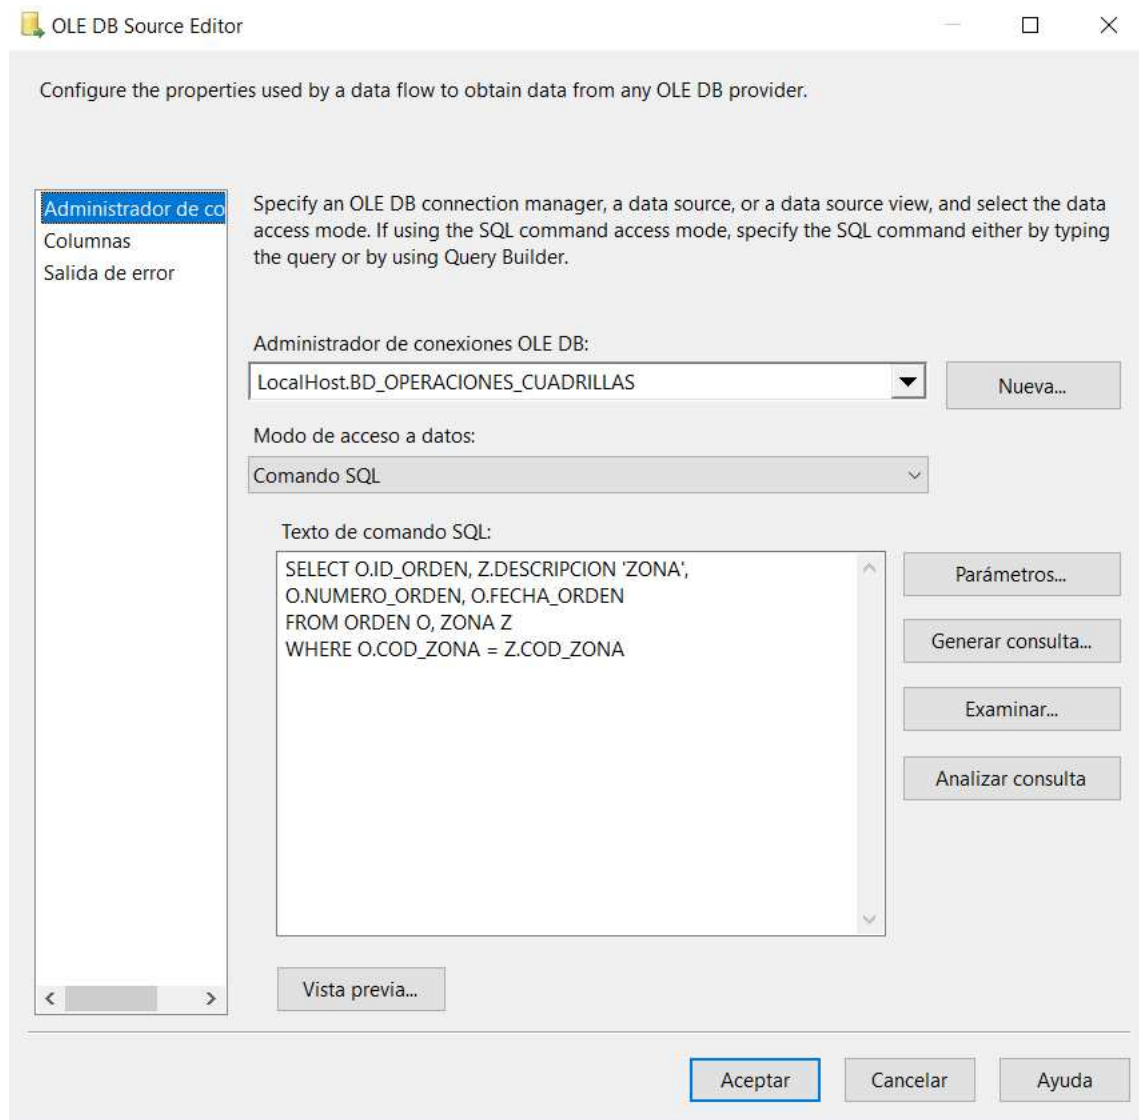 OLE DB Source Editor
Configure the properties used by a data flow to obtain data from any OLE DB provider.
Administrador de co
Columnas
Salida de error
Specify an OLE DB connection manager, a data source, or a data source view, and select the data
access mode. If using the SQL command access mode, specify the SQL command either by typing
the query or by using Query Builder.
Administrador de conexiones OLE DB:
LocalHost.BD_OPERACIONES_CUADRILLAS
Nueva...
Modo de acceso a datos:
Comando SQL
Texto de comando SQL:
SELECT O.ID_ORDEN, Z.DESCRIPCION 'ZONA',
O.NUMERO_ORDEN, O.FECHA_ORDEN
FROM ORDEN O, ZONA Z
WHERE O.COD_ZONA = Z.COD_ZONA
Parámetros...
Generar consulta...
Examinar...
Analizar consulta
Vista previa...
Aceptar
Cancelar
Ayuda